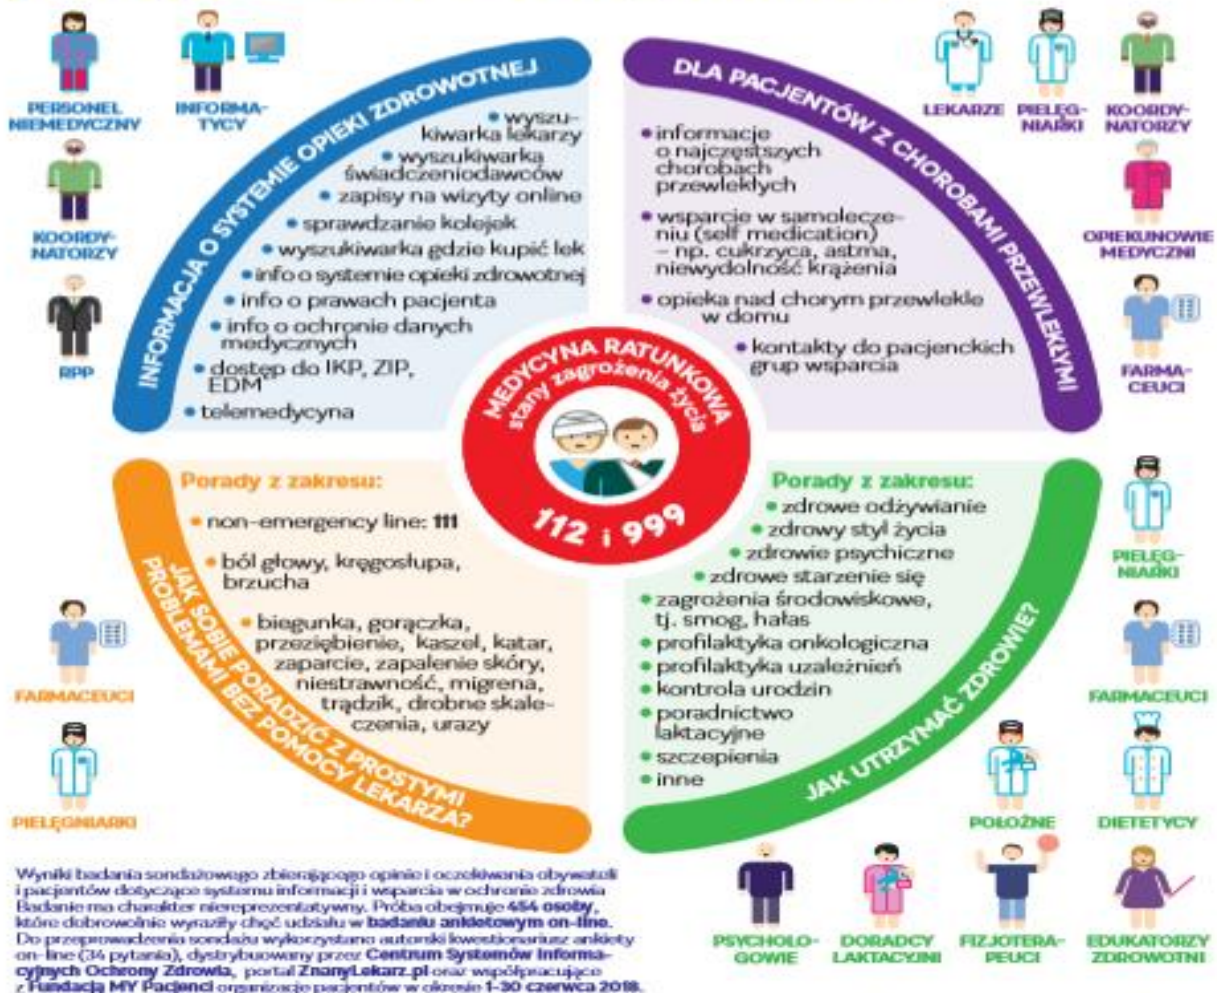 PERSONEL
NIEMEDYCZNY
INFORMA-
TYCY
KOORDY-
NATORZY
RPP
INFORMACJA O SYSTEMIE OPIEKI ZDROWOTNEJ
• wyszu-
kiwarka lekarzy
• wyszukiwarka
świadczeniodawców
• zapisy na wizyty online
• sprawdzanie kolejek
• wyszukiwarka gdzie kupić lek
• info o systemie opieki zdrowotnej
• info o prawach pacjenta
• info o ochronie danych
medycznych
• dostęp do IKP, ZIP,
EDM
• telemedycyna
DLA PACJENTÓW Z CHOROBAMI PRZEWLEKŁYMI
• informacje
o najczęstszych
chorobach
przewlekłych
• wsparcie w samolecze-
niu (self medication)
– np. cukrzyca, astma,
niewydolność krążenia
• opieka nad chorym przewlekle
w domu
• kontakty do pacjenckich
grup wsparcia
LEKARZE
PIELĘG-
NIARKI
KOORDY-
NATORZY
OPIEKUNOWIE
MEDYCZNI
FARMA-
CEUCI
MEDYCYNA RATUNKOWA
stany zagrożenia życia
112 i 999
JAK SOBIE PORADZIĆ Z PROSTYMI
PROBLEMAMI BEZ POMOCY LEKARZA?
Porady z zakresu:
• non-emergency line: 111
• ból głowy, kręgosłupa,
brzucha
• biegunka, gorączka,
przeziębienie, kaszel, katar,
zaparcie, zapalenie skóry,
niestrawność, migrena,
trądzik, drobne skale-
czenia, urazy
FARMACEUCI
PIELĘGNIARKI
Porady z zakresu:
• zdrowe odżywianie
• zdrowy styl życia
• zdrowie psychiczne
• zdrowe starzenie się
• zagrożenia środowiskowe,
tj. smog, hałas
• profilaktyka onkologiczna
• profilaktyka uzależnień
• kontrola urodzin
• poradnictwo
laktacyjne
• szczepienia
• inne
JAK UTRZYMAĆ ZDROWIE?
PIELĘG-
NIARKI
FARMACEUCI
POŁOŻNE
DIETETYCY
PSYCHOLO-
GOWIE
DORADCY
LAKTACYJNI
FIZJOTERA-
PEUCI
EDUKATORZY
ZDROWOTNI
Wyniki badania sondażowego zbierającego opinie i oczekiwania obywateli
i pacjentów dotyczące systemu informacji i wsparcia w ochronie zdrowia
Badanie ma charakter niereprezentatywny. Próba obejmuje 454 osoby,
które dobrowolnie wyraziły chęć udziału w badaniu ankietowym on-line.
Do przeprowadzenia sondażu wykorzystano autorski kwestionariusz ankiety
on-line (34 pytania), dystrybuowany przez Centrum Systemów Informa-
cyjnych Ochrony Zdrowia, portal ZnanyLekarz.pl oraz współpracujące
z Fundacją MY Pacjenci organizacje pacjentów w okresie 1-30 czerwca 2018.